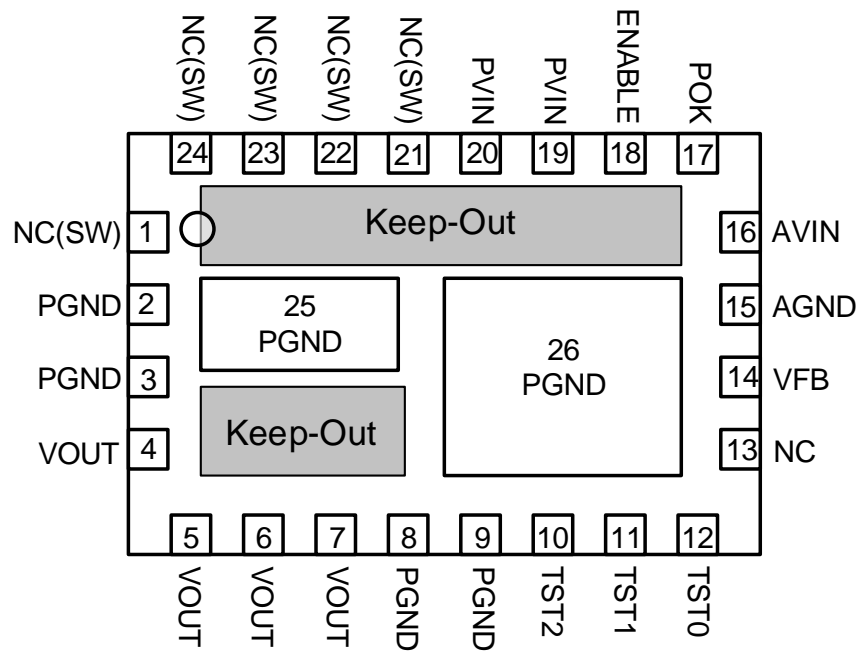 NC(SW)
NC(SW)
NC(SW)
NC(SW)
PVIN
PVIN
ENABLE
POK
24
23
22
21
20
19
18
17
Keep-Out
NC(SW) 1
16 AVIN
PGND 2
15 AGND
25
PGND
26
PGND
PGND 3
14 VFB
Keep-Out
VOUT 4
13 NC
5
6
7
8
9
10
11
12
VOUT
VOUT
VOUT
PGND
PGND
TST2
TST1
TST0